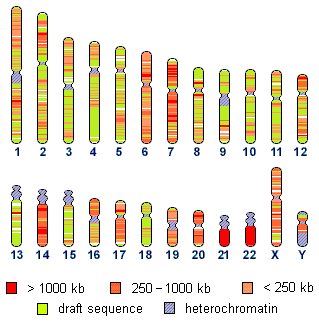 1 2 3 4 5 6 7 8 9 10 11 12
13 14 15 16 17 18 19 20 21 22 X Y
> 1000 kb 250 - 1000 kb < 250 kb
draft sequence heterochromatin